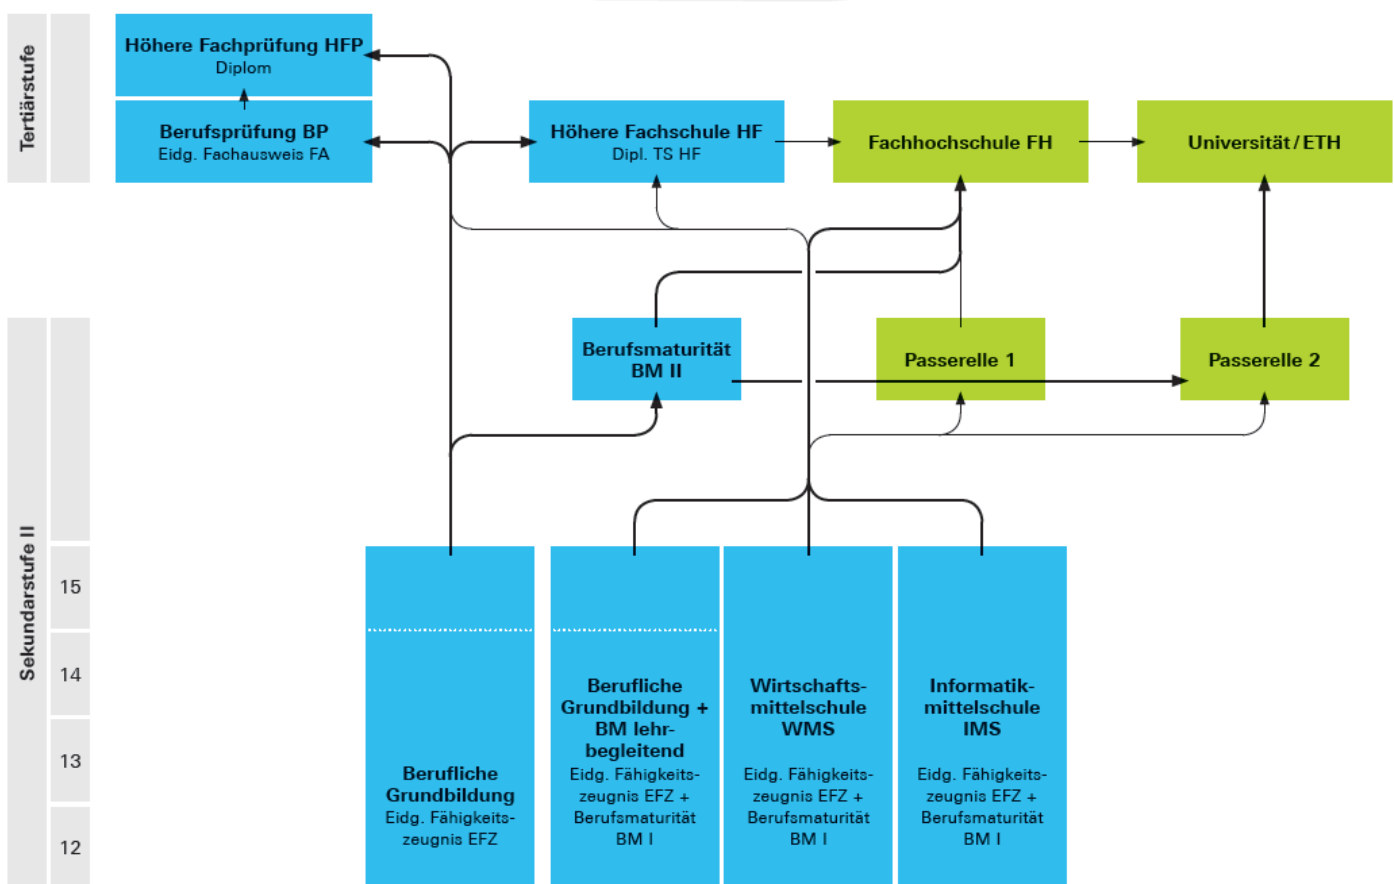 Tertiärstufe
Höhere Fachprüfung HFP
Diplom
Berufsprüfung BP
Eidg. Fachausweis FA
Höhere Fachschule HF
Dipl. TS HF
Fachhochschule FH
Universität/ETH
Sekundarstufe II
Berufsmaturität
BM II
Passerelle 1
Passerelle 2
15
14
13
12
Berufliche
Grundbildung
Eidg. Fähigkeits-
zeugnis EFZ
Berufliche
Grundbildung +
BM lehr-
begleitend
Eidg. Fähigkeits-
zeugnis EFZ +
Berufsmaturität
BM I
Wirtschafts-
mittelschule
WMS
Eidg. Fähigkeits-
zeugnis EFZ +
Berufsmaturität
BM I
Informatik-
mittelschule
IMS
Eidg. Fähigkeits-
zeugnis EFZ +
Berufsmaturität
BM I